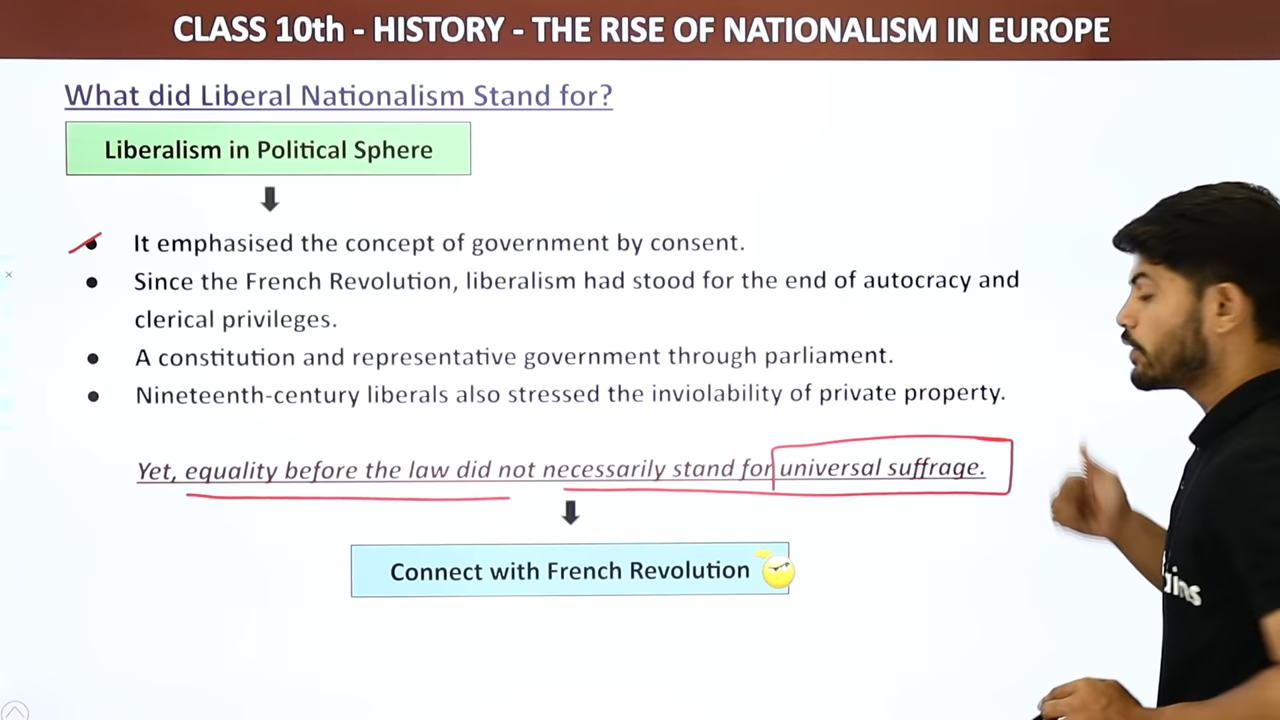 CLASS 10th - HISTORY - THE RISE OF NATIONALISM IN EUROPE
What did Liberal Nationalism Stand for?
Liberalism in Political Sphere
It emphasised the concept of government by consent.
Since the French Revolution, liberalism had stood for the end of autocracy and
clerical privileges.
A constitution and representative government through parliament.
Nineteenth-century liberals also stressed the inviolability of private property.
Yet, equality before the law did not necessarily stand for universal suffrage.
Connect with French Revolution